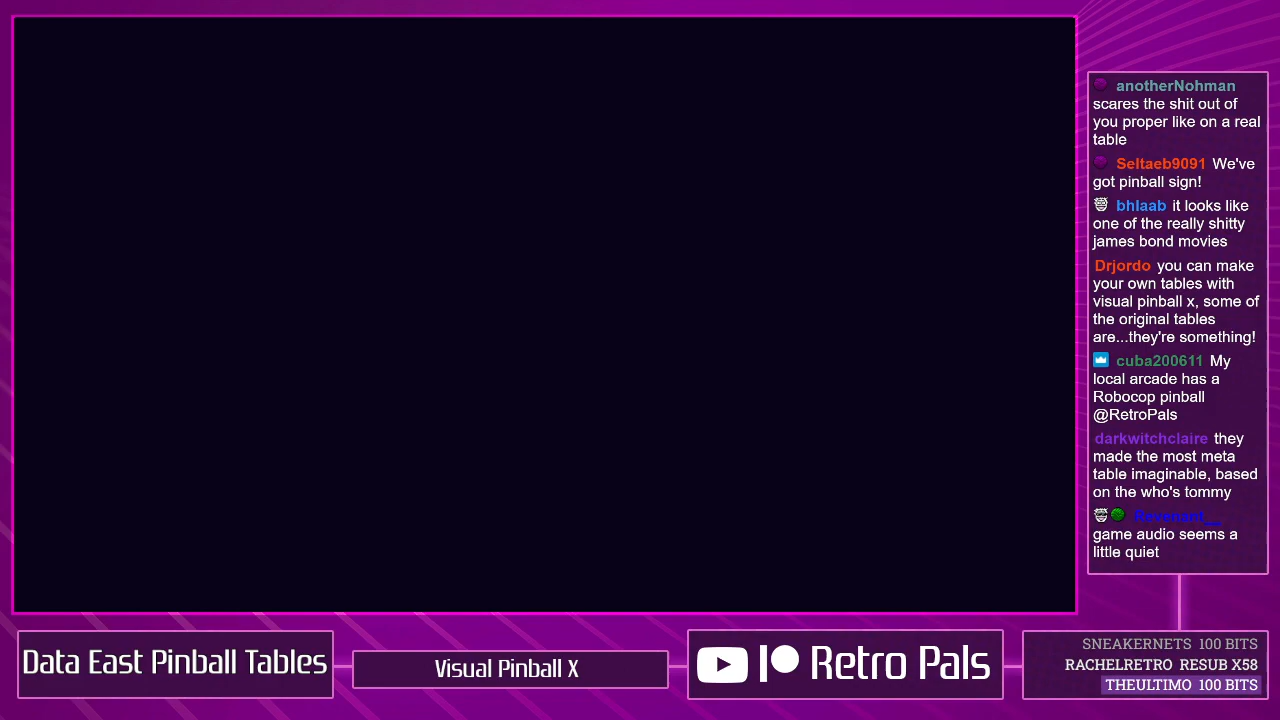 anotherNohman
scares the shit out of
you proper like on a real
table
Seltaeb9091 We've
got pinball sign!
bhlaab it looks like
one of the really shitty
james bond movies
Drjordo you can make
your own tables with
visual pinball x, some of
the original tables
are...they're something!
cuba200611 My
local arcade has a
Robocop pinball
@RetroPals
darkwitchclaire they
made the most meta
table imaginable, based
on the who's tommy
Revenant__
game audio seems a
little quiet
Data East Pinball Tables
Visual Pinball X
Retro Pals
SNEAKERNETS 100 BITS
RACHELRETRO RESUB X58
THEULTIMO 100 BITS